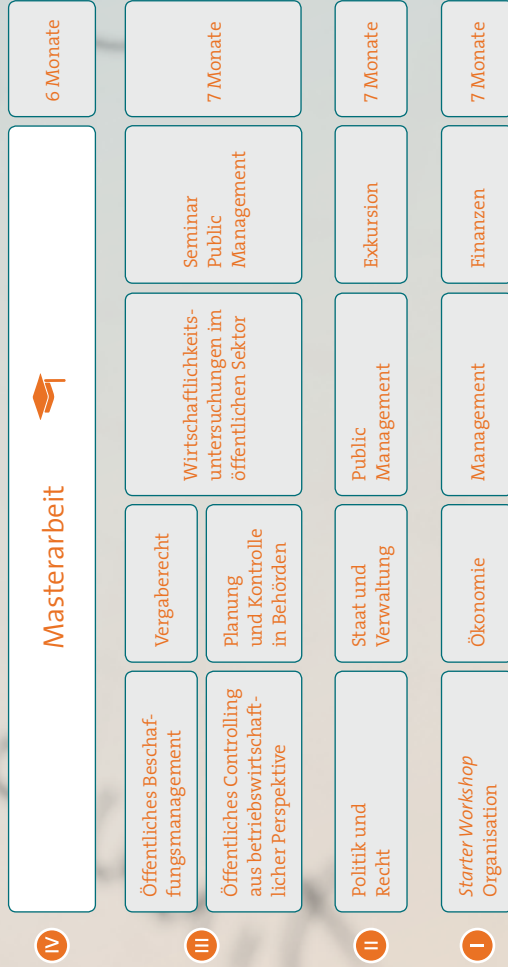 IV
Masterarbeit
6 Monate
III
Öffentliches Beschaf-
fungsmanagement
Vergaberecht
Öffentliches Controlling
aus betriebswirtschaft-
licher Perspektive
Planung
und Kontrolle
in Behörden
Wirtschaftlichkeits-
untersuchungen im
öffentlichen Sektor
Seminar
Public
Management
7 Monate
II
Politik und
Recht
Staat und
Verwaltung
Public
Management
Exkursion
7 Monate
I
Starter Workshop
Organisation
Ökonomie
Management
Finanzen
7 Monate